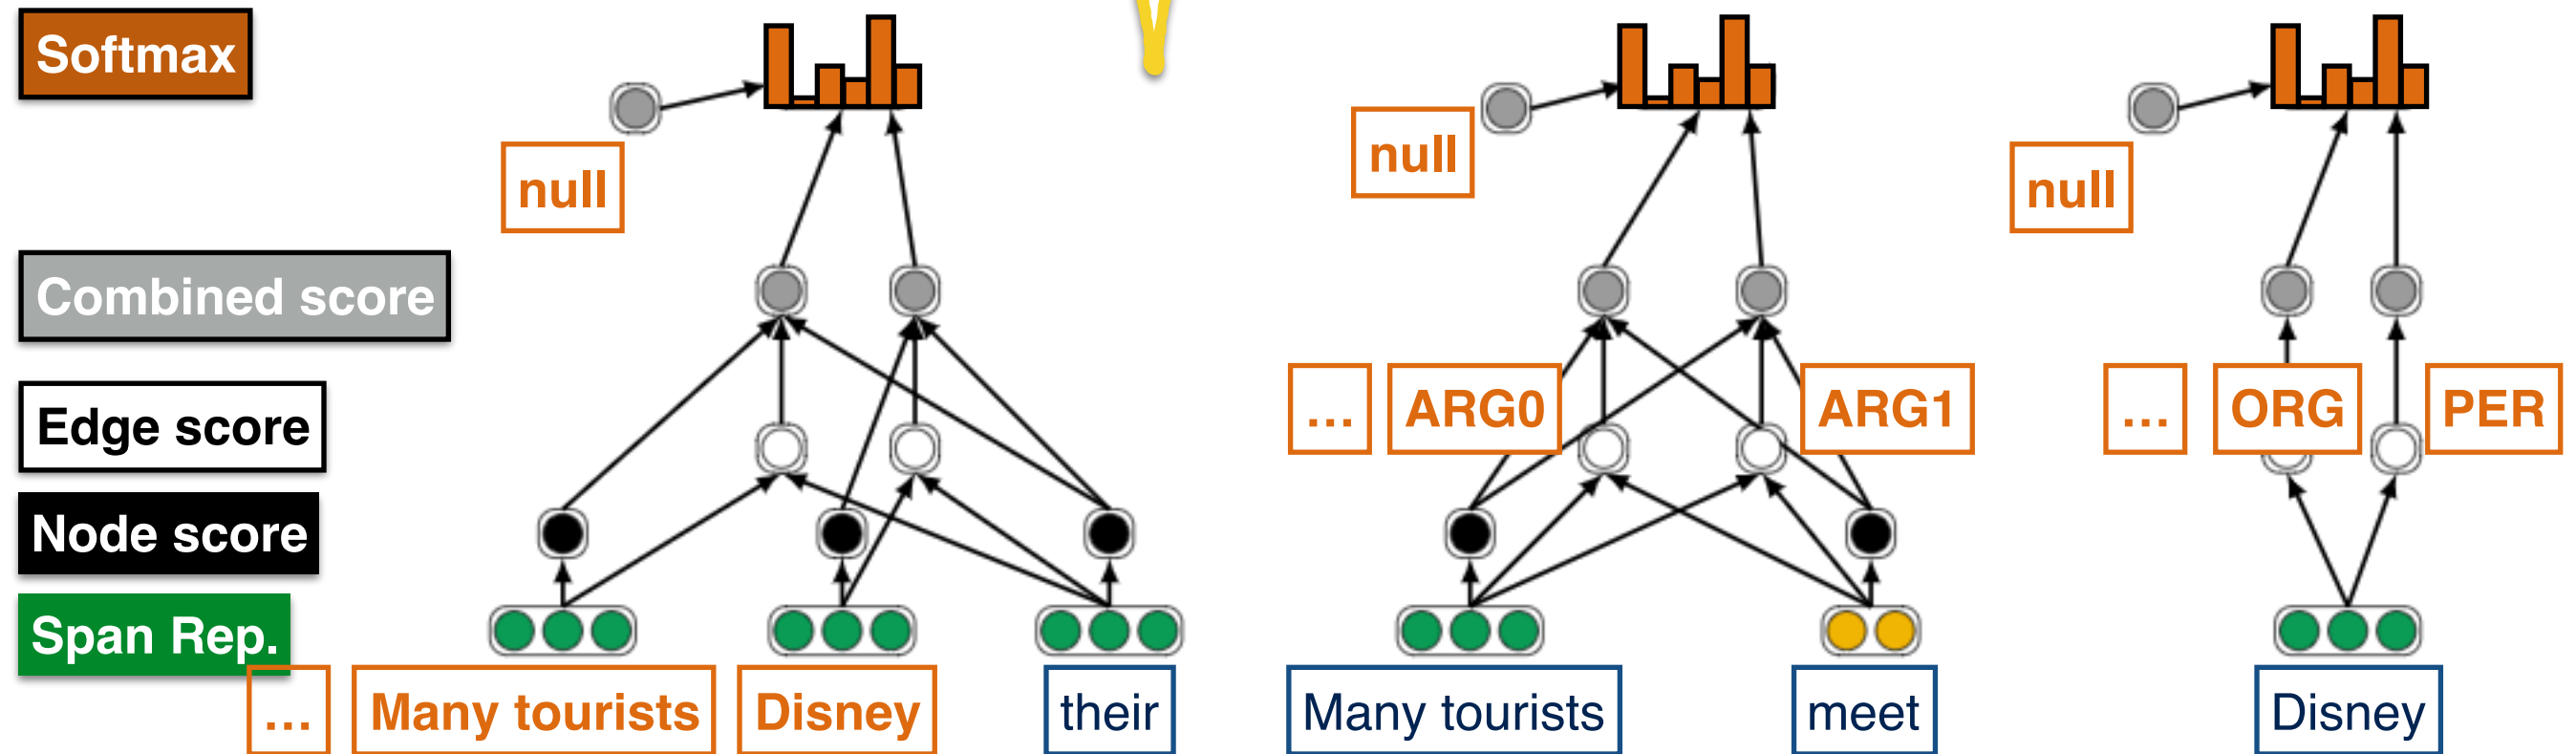 Softmax
null
null
null
Combined score
Edge score
… ARG0 ARG1
… ORG PER
Node score
Span Rep.
… Many tourists Disney their
Many tourists meet
Disney